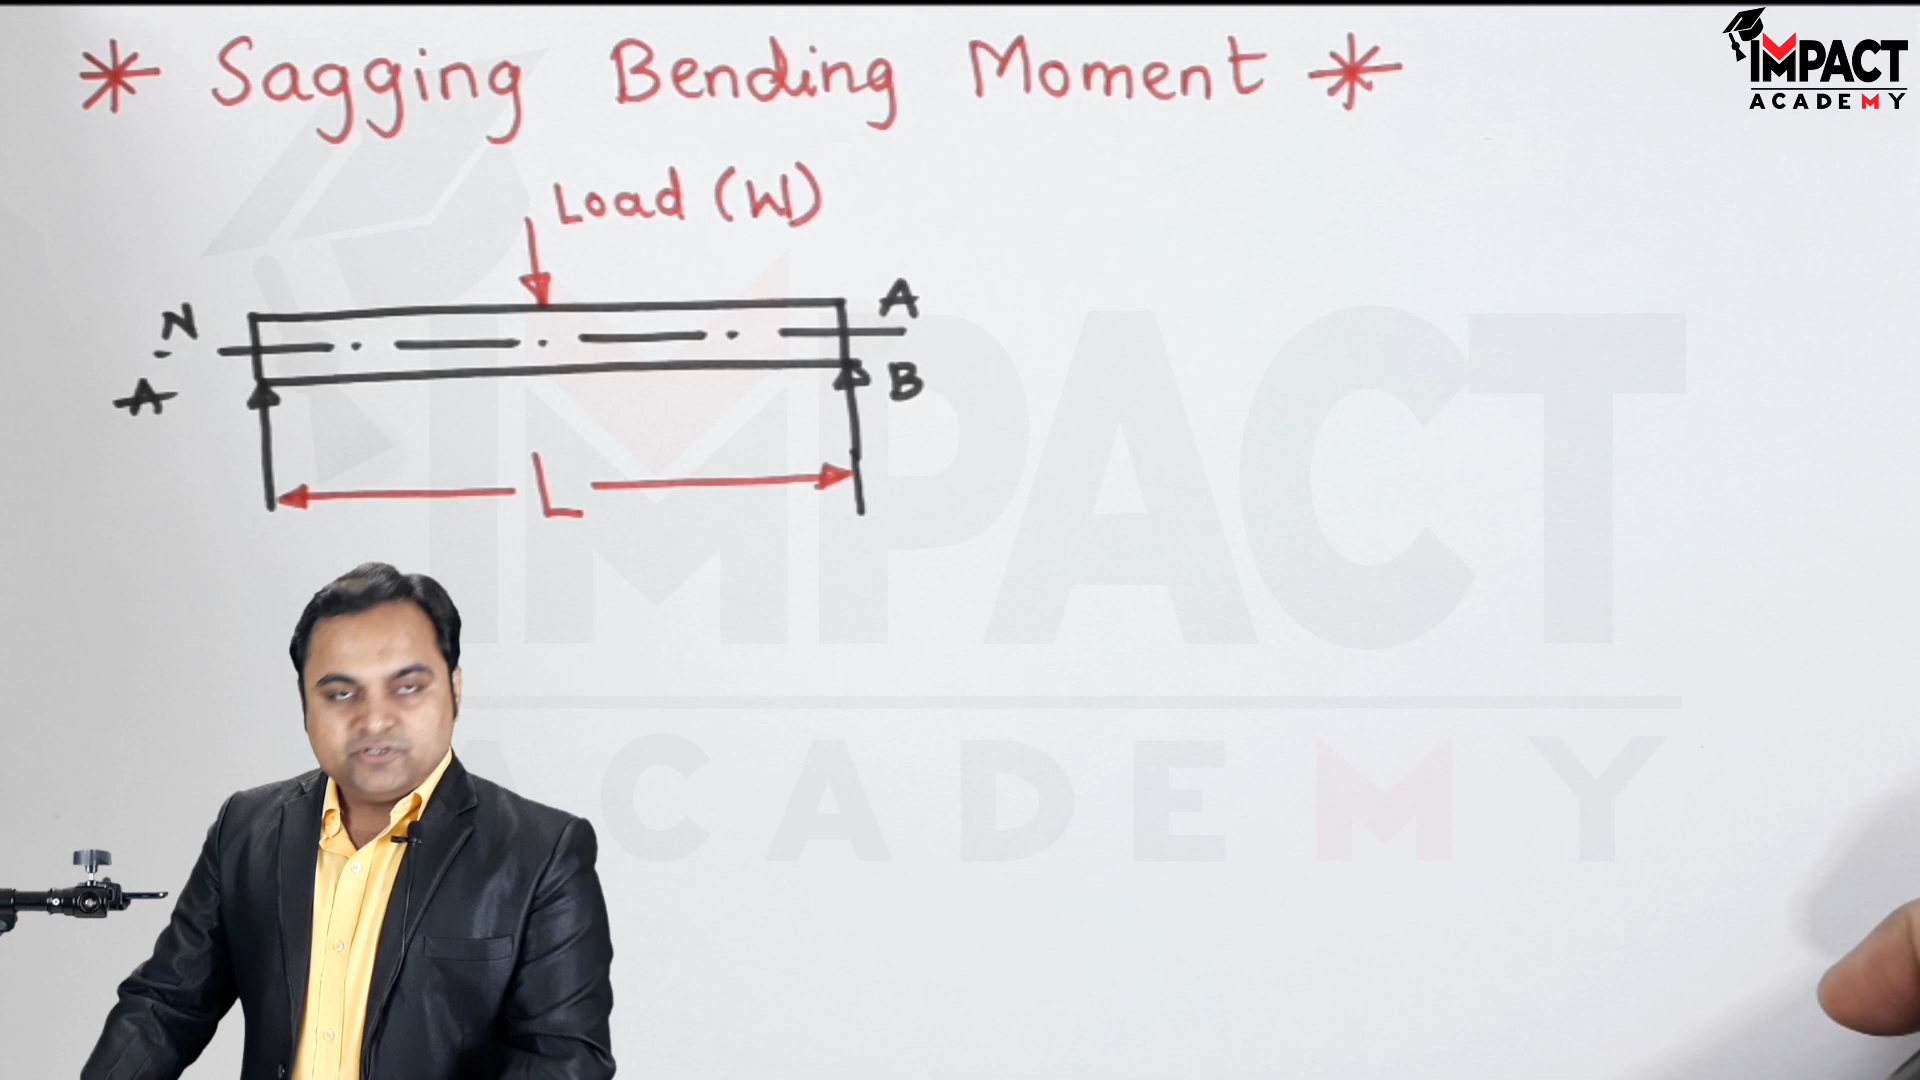 * Sagging Bending Moment *
IMPACT
ACADEMY
Load (W)
N
A
A
B
L
IMPACT
ACADEMY